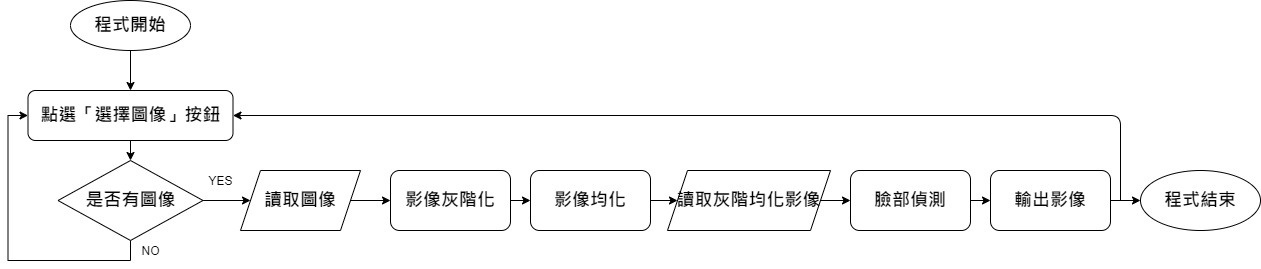 程式開始
點選「選擇圖像」按鈕
是否有圖像
YES
NO
讀取圖像
影像灰階化
影像均化
讀取灰階均化影像
臉部偵測
輸出影像
程式結束